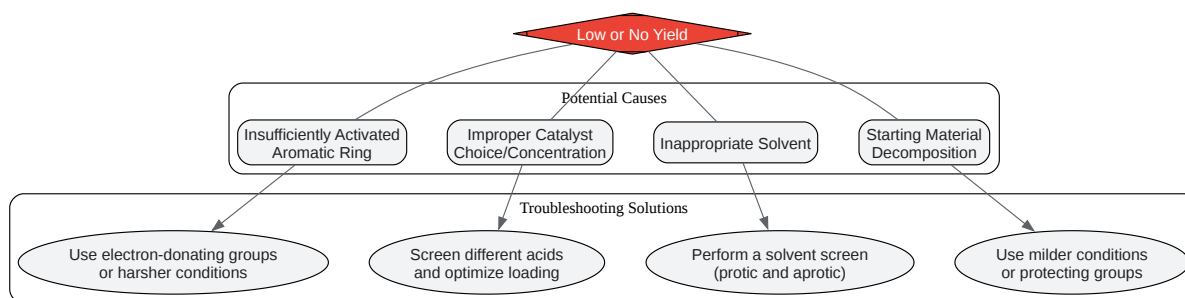 Low or No Yield
Potential Causes
Insufficiently Activated
Aromatic Ring
Improper Catalyst
Choice/Concentration
Inappropriate Solvent
Starting Material
Decomposition
Troubleshooting Solutions
Use electron-donating groups
or harsher conditions
Screen different acids
and optimize loading
Perform a solvent screen
(protic and aprotic)
Use milder conditions
or protecting groups